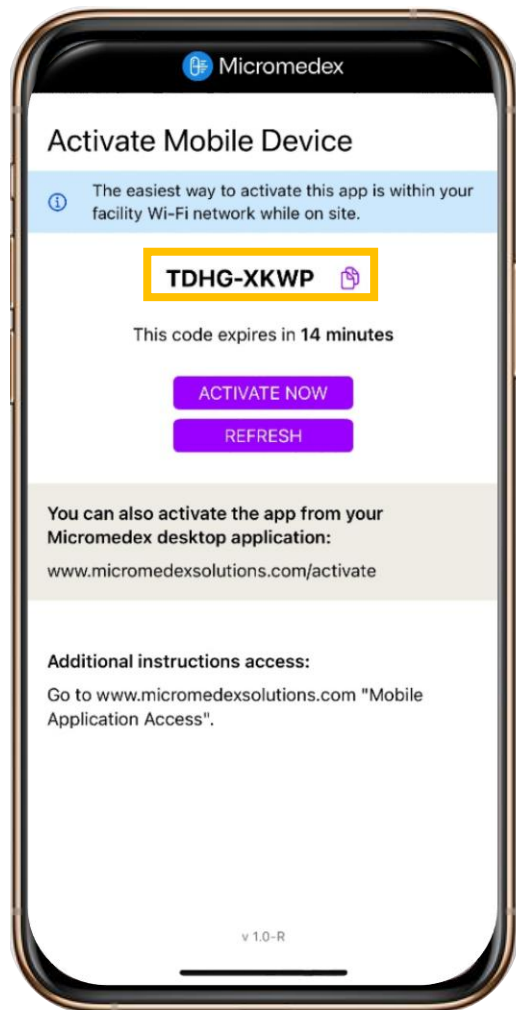 Micromedex
Activate Mobile Device
The easiest way to activate this app is within your
facility Wi-Fi network while on site.
TDHG-XKWP
This code expires in 14 minutes
ACTIVATE NOW
REFRESH
You can also activate the app from your
Micromedex desktop application:
www.micromedexsolutions.com/activate
Additional instructions access:
Go to www.micromedexsolutions.com "Mobile
Application Access".
v 1.0-R